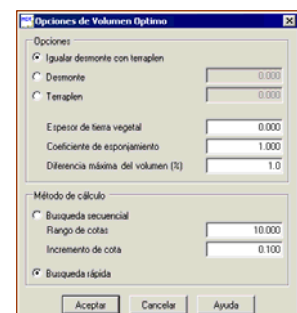 Opciones de Volumen Optimo
Opciones
Igualar desmonte con terraplen
Desmonte 0.000
Terraplen 0.000
Espesor de tierra vegetal 0.000
Coeficiente de esponjamiento 1.000
Diferencia máxima del volumen (%) 1.0
Método de cálculo
Busqueda secuencial
Rango de cotas 10.000
Incremento de cota 0.100
Busqueda rápida
Aceptar Cancelar Ayuda